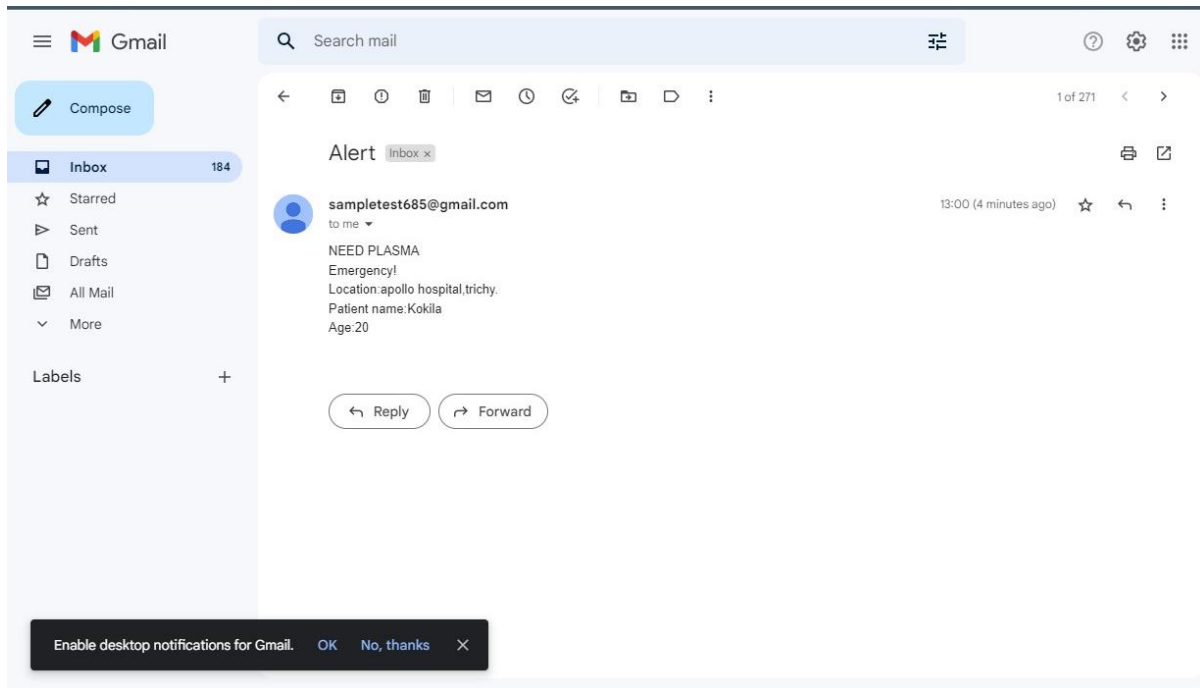 Gmail
Search mail
Compose
1 of 271
Inbox 184
Starred
Sent
Drafts
All Mail
More
Labels
Alert Inbox ×
sampletest685@gmail.com 13:00 (4 minutes ago)
to me
NEED PLASMA
Emergency!
Location:apollo hospital,trichy.
Patient name:Kokila
Age:20
Reply Forward
Enable desktop notifications for Gmail. OK No, thanks